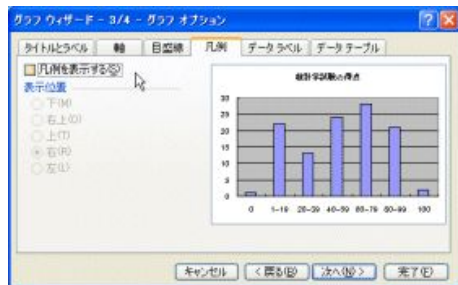 グラフ ウィザード - 3/4 - グラフ オプション
タイトルとラベル 軸 目盛線 凡例 データ ラベル データ テーブル
凡例を表示する(S)
表示位置
下(M)
右上(O)
上(T)
右(R)
左(L)
統計学試験の得点
30
25
20
15
10
5
0
0 1-19 20-39 40-59 60-79 80-99 100
キャンセル < 戻る(B) 次へ(N) > 完了(F)